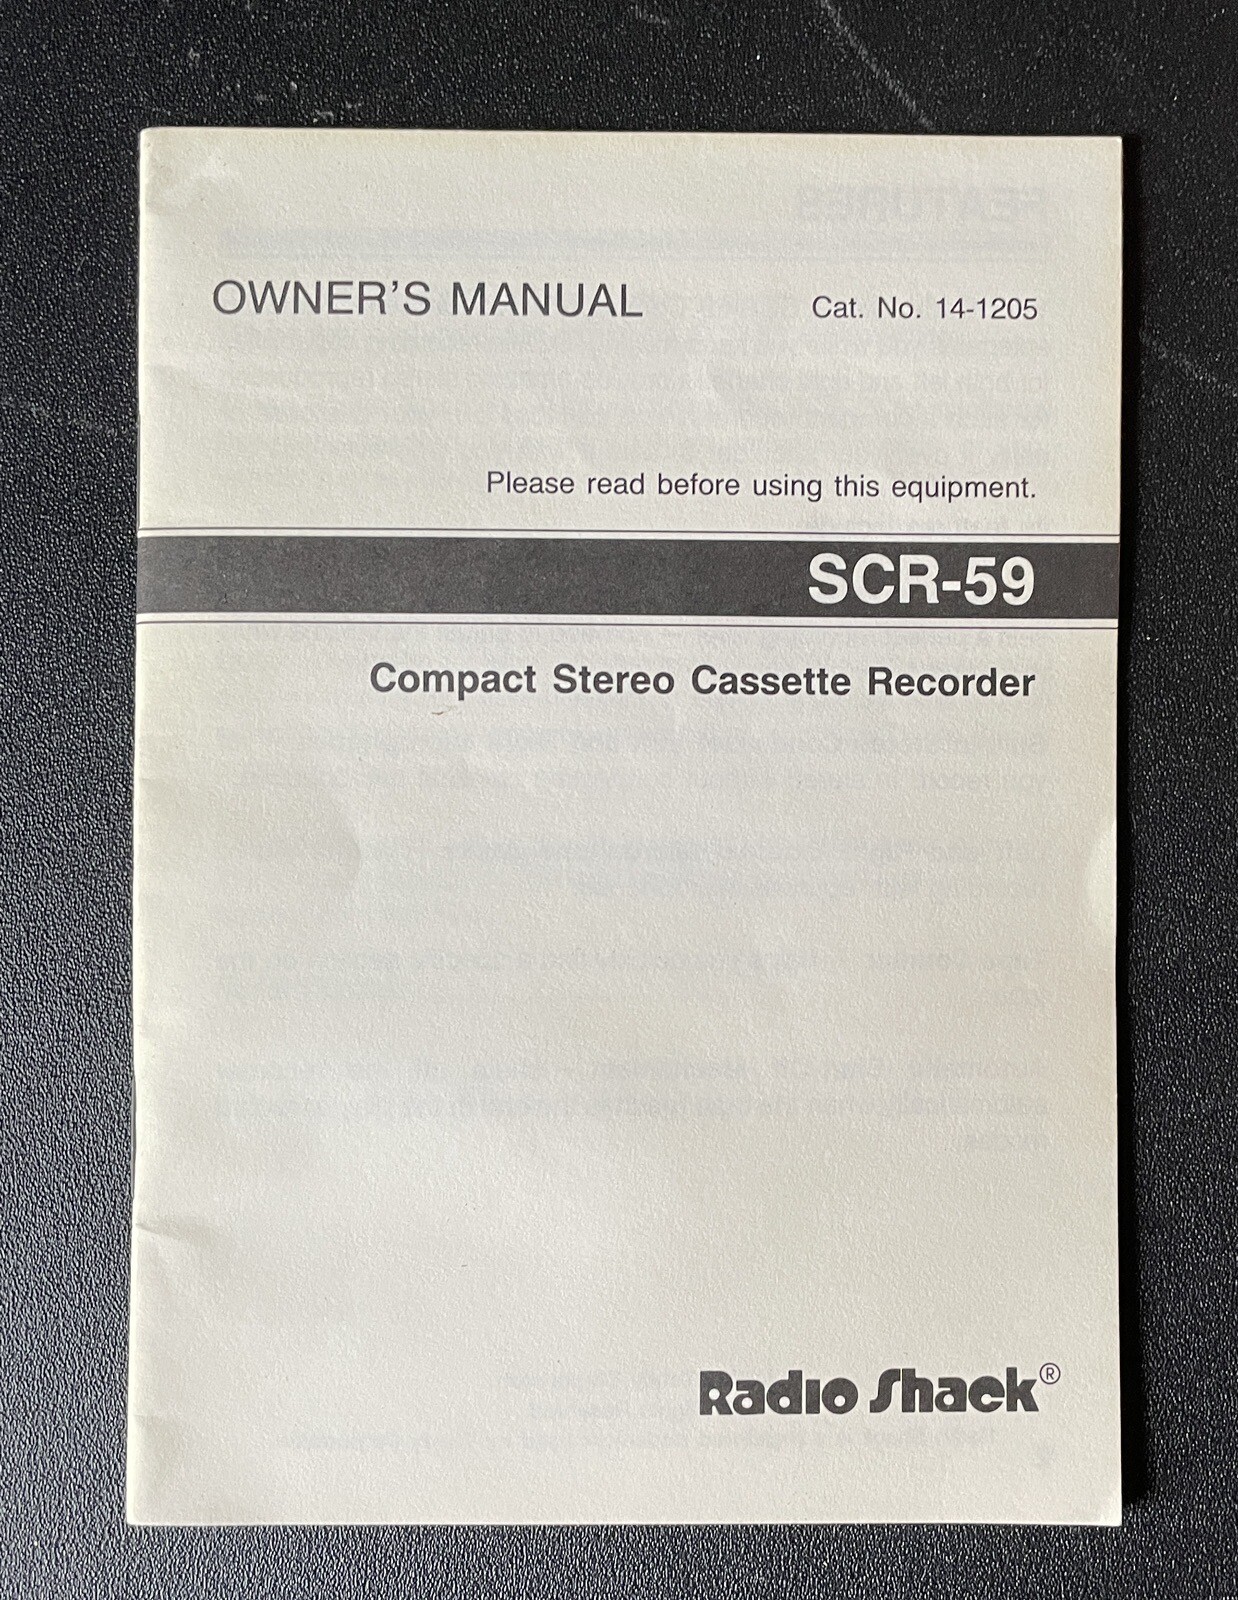 OWNER'S MANUAL Cat. No. 14-1205
Please read before using this equipment.
SCR-59
Compact Stereo Cassette Recorder
Radio Shack®